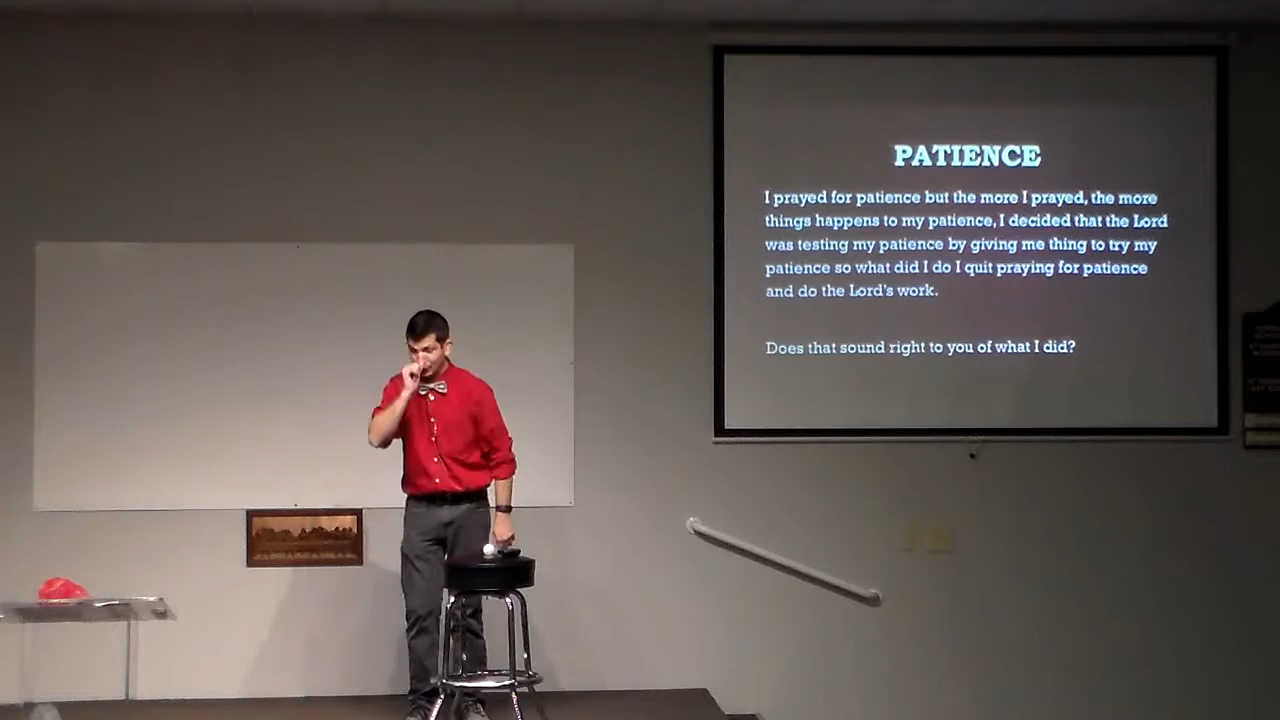 PATIENCE
I prayed for patience but the more I prayed, the more
things happens to my patience, I decided that the Lord
was testing my patience by giving me thing to try my
patience so what did I do I quit praying for patience
and do the Lord's work.
Does that sound right to you of what I did?